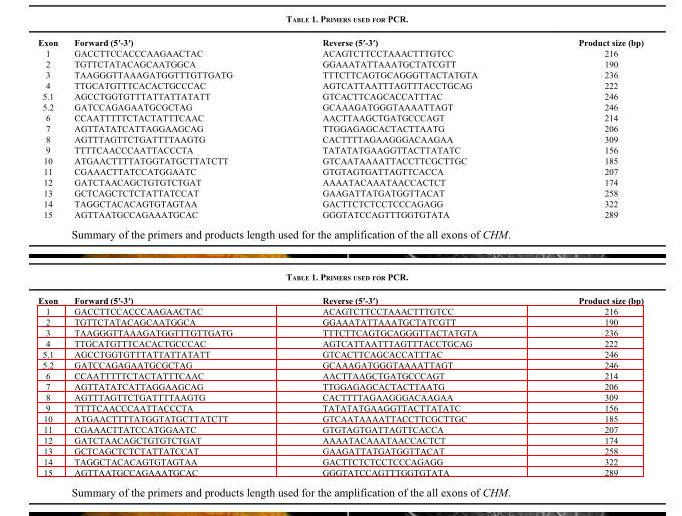 TABLE 1. PRIMERS USED FOR PCR.
Exon Forward (5′-3′) Reverse (5′-3′) Product size (bp)
1 GACCTTCCACCCAAGAACTAC ACAGTCTTCCTAAACTTTGTCC 216
2 TGTTCTATACAGCAATGGCA GGAAATATTAAATGCTATCGTT 190
3 TAAGGGTTAAAGATGGTTTGTTGATG TTTCTTCAGTGCAGGGTTACTATGTA 236
4 TTGCATGTTTCACACTGCCCAC AGTCATTAATTTAGTTACCTGCAG 222
5.1 AGCCTGGTGTTTATTATTATATT GTCACTTCAGCACCATTTAC 246
5.2 GATCCAGAGAATGCGCTAG GCAAAGATGGGTAAAATTAGT 246
6 CCAATTTTTCTACTATTTCAAC AACTTAAGCTGATGCCCAGT 214
7 AGTTATATCATTAGGAAGCAG TTGGAGAGCACTACTTAATG 206
8 AGTTTAGTTCTGATTTTAAGTG CACTTTTAGAAGGGACAAGAA 309
9 TTTTCAACCCAATTACCCTA TATATATGAAGGTTACTTATATC 156
10 ATGAACTTTTATGGTATGCTTATCTT GTCAATAAAATTACCTTCGCTTGC 185
11 CGAAACTTATCCATGGAATC GTGTAGTGATTAGTTCACCA 207
12 GATCTAACAGCTGTGTCTGAT AAAATACAAATAACCACTCT 174
13 GCTCAGCTCTCTATTATCCAT GAAGATTATGATGGTTACAT 258
14 TAGGCTACACAGTGTAGTAA GACTTCTCTCCTCCCAGAGG 322
15 AGTTAATGCCAGAAATGCAC GGGTATCCAGTTTGGTGTATA 289
Summary of the primers and products length used for the amplification of the all exons of CHM.
TABLE 1. PRIMERS USED FOR PCR.
Exon Forward (5′-3′) Reverse (5′-3′) Product size (bp)
1 GACCTTCCACCCAAGAACTAC ACAGTCTTCCTAAACTTTGTCC 216
2 TGTTCTATACAGCAATGGCA GGAAATATTAAATGCTATCGTT 190
3 TAAGGGTTAAAGATGGTTTGTTGATG TTTCTTCAGTGCAGGGTTACTATGTA 236
4 TTGCATGTTTCACACTGCCCAC AGTCATTAATTTAGTTACCTGCAG 222
5.1 AGCCTGGTGTTTATTATTATATT GTCACTTCAGCACCATTTAC 246
5.2 GATCCAGAGAATGCGCTAG GCAAAGATGGGTAAAATTAGT 246
6 CCAATTTTTCTACTATTTCAAC AACTTAAGCTGATGCCCAGT 214
7 AGTTATATCATTAGGAAGCAG TTGGAGAGCACTACTTAATG 206
8 AGTTTAGTTCTGATTTTAAGTG CACTTTTAGAAGGGACAAGAA 309
9 TTTTCAACCCAATTACCCTA TATATATGAAGGTTACTTATATC 156
10 ATGAACTTTTATGGTATGCTTATCTT GTCAATAAAATTACCTTCGCTTGC 185
11 CGAAACTTATCCATGGAATC GTGTAGTGATTAGTTCACCA 207
12 GATCTAACAGCTGTGTCTGAT AAAATACAAATAACCACTCT 174
13 GCTCAGCTCTCTATTATCCAT GAAGATTATGATGGTTACAT 258
14 TAGGCTACACAGTGTAGTAA GACTTCTCTCCTCCCAGAGG 322
15 AGTTAATGCCAGAAATGCAC GGGTATCCAGTTTGGTGTATA 289
Summary of the primers and products length used for the amplification of the all exons of CHM.